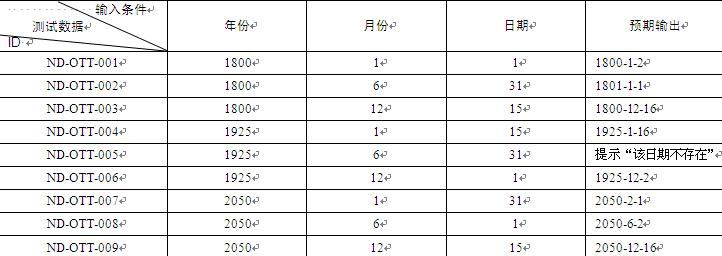 输入条件
测试数据
ID
年份 月份 日期 预期输出
ND-OTT-001 1800 1 1 1800-1-2
ND-OTT-002 1800 6 31 1801-1-1
ND-OTT-003 1800 12 15 1800-12-16
ND-OTT-004 1925 1 15 1925-1-16
ND-OTT-005 1925 6 31 提示“该日期不存在”
ND-OTT-006 1925 12 1 1925-12-2
ND-OTT-007 2050 1 31 2050-2-1
ND-OTT-008 2050 6 1 2050-6-2
ND-OTT-009 2050 12 15 2050-12-16